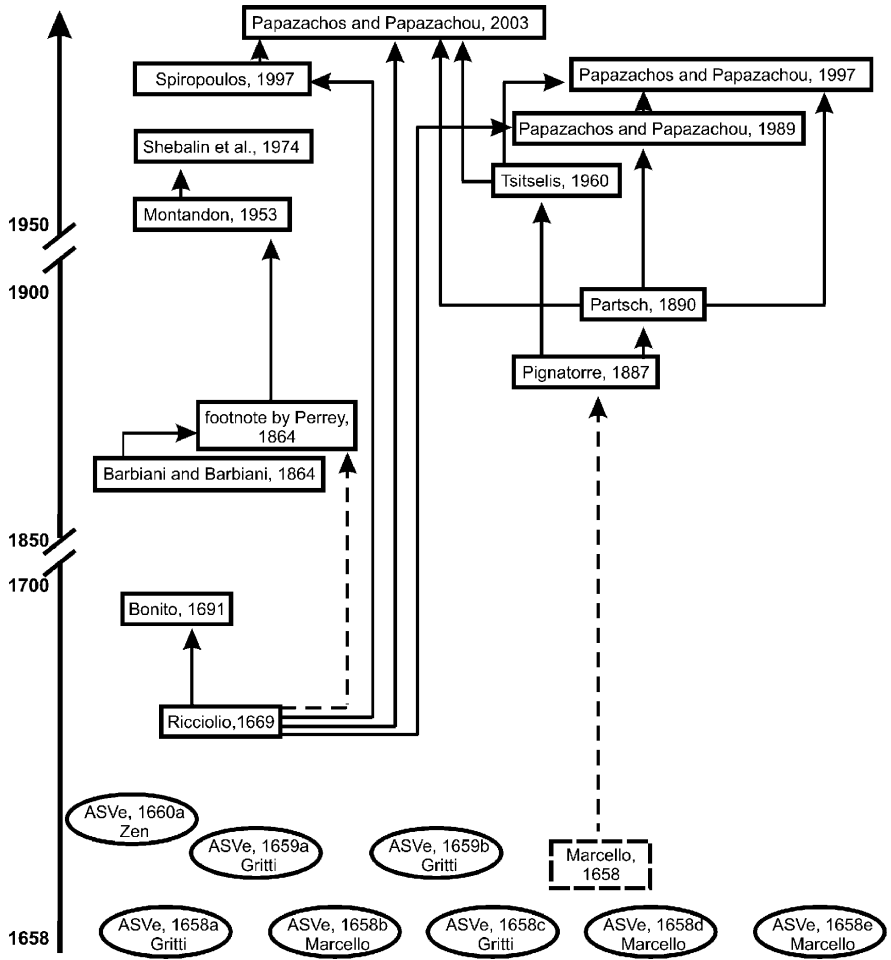 Papazachos and Papazachou, 2003
Spiropoulos, 1997
Papazachos and Papazachou, 1997
Papazachos and Papazachou, 1989
Shebalin et al., 1974
Tsitselis, 1960
Montandon, 1953
1950
1900
Partsch, 1890
Pignatorre, 1887
footnote by Perrey,
1864
Barbiani and Barbiani, 1864
1850
1700
Bonito, 1691
Ricciolio,1669
ASVe, 1660a
Zen
ASVe, 1659a
Gritti
ASVe, 1659b
Gritti
Marcello,
1658
1658
ASVe, 1658a
Gritti
ASVe, 1658b
Marcello
ASVe, 1658c
Gritti
ASVe, 1658d
Marcello
ASVe, 1658e
Marcello